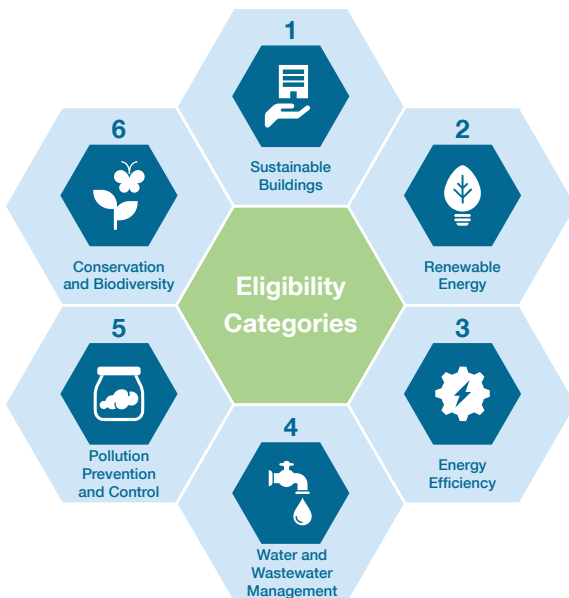 Eligibility
Categories
1
Sustainable
Buildings
2
Renewable
Energy
3
Energy
Efficiency
4
Water and
Wastewater
Management
5
Pollution
Prevention
and Control
6
Conservation
and Biodiversity